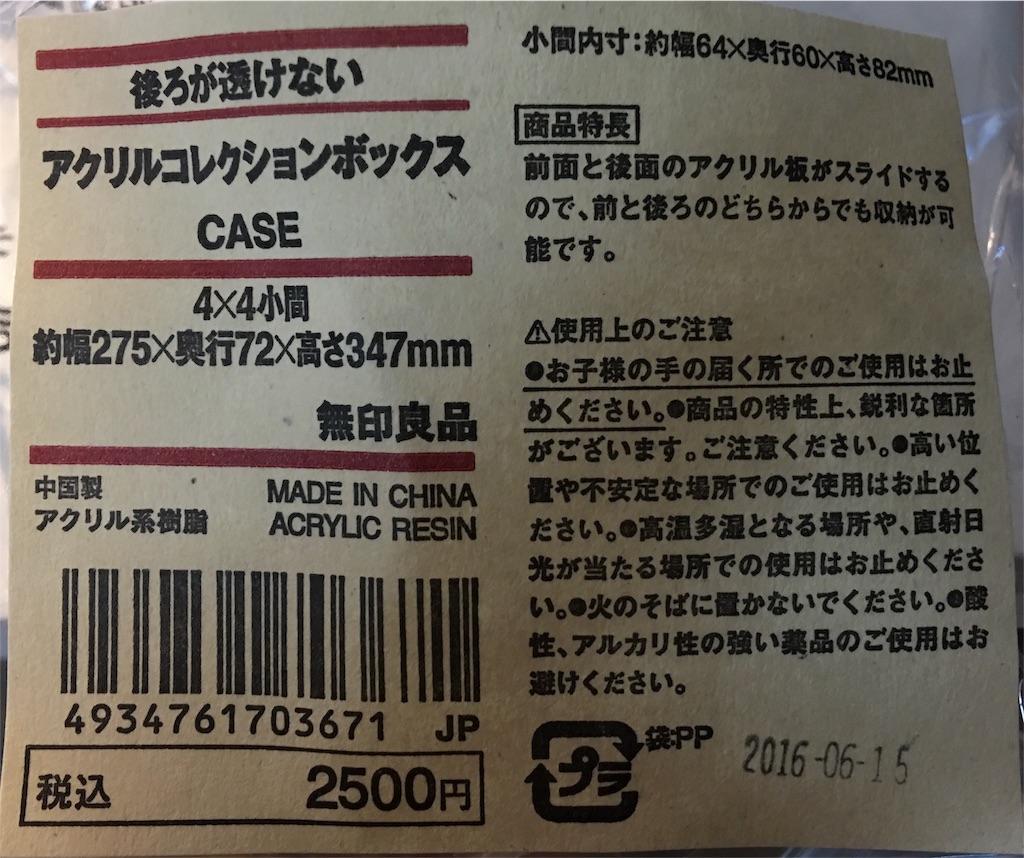 後ろが透けない
アクリルコレクションボックス
CASE
4×4小間
約幅275×奥行72×高さ347mm
無印良品
中国製
アクリル系樹脂
MADE IN CHINA
ACRYLIC RESIN
4934761703671 JP
税込 2500円
小間内寸:約幅64×奥行60×高さ82mm
商品特長
前面と後面のアクリル板がスライドする
ので、前と後ろのどちらからでも収納が可
能です。
⚠使用上のご注意
●お子様の手の届く所でのご使用はお止
めください。●商品の特性上、鋭利な箇所
がございます。ご注意ください。●高い位
置や不安定な場所でのご使用はお止めく
ださい。●高温多湿となる場所や、直射日
光が当たる場所での使用はお止めくださ
い。●火のそばに置かないでください。●酸
性、アルカリ性の強い薬品のご使用はお
避けください。
プラ
袋:PP
2016-06-15